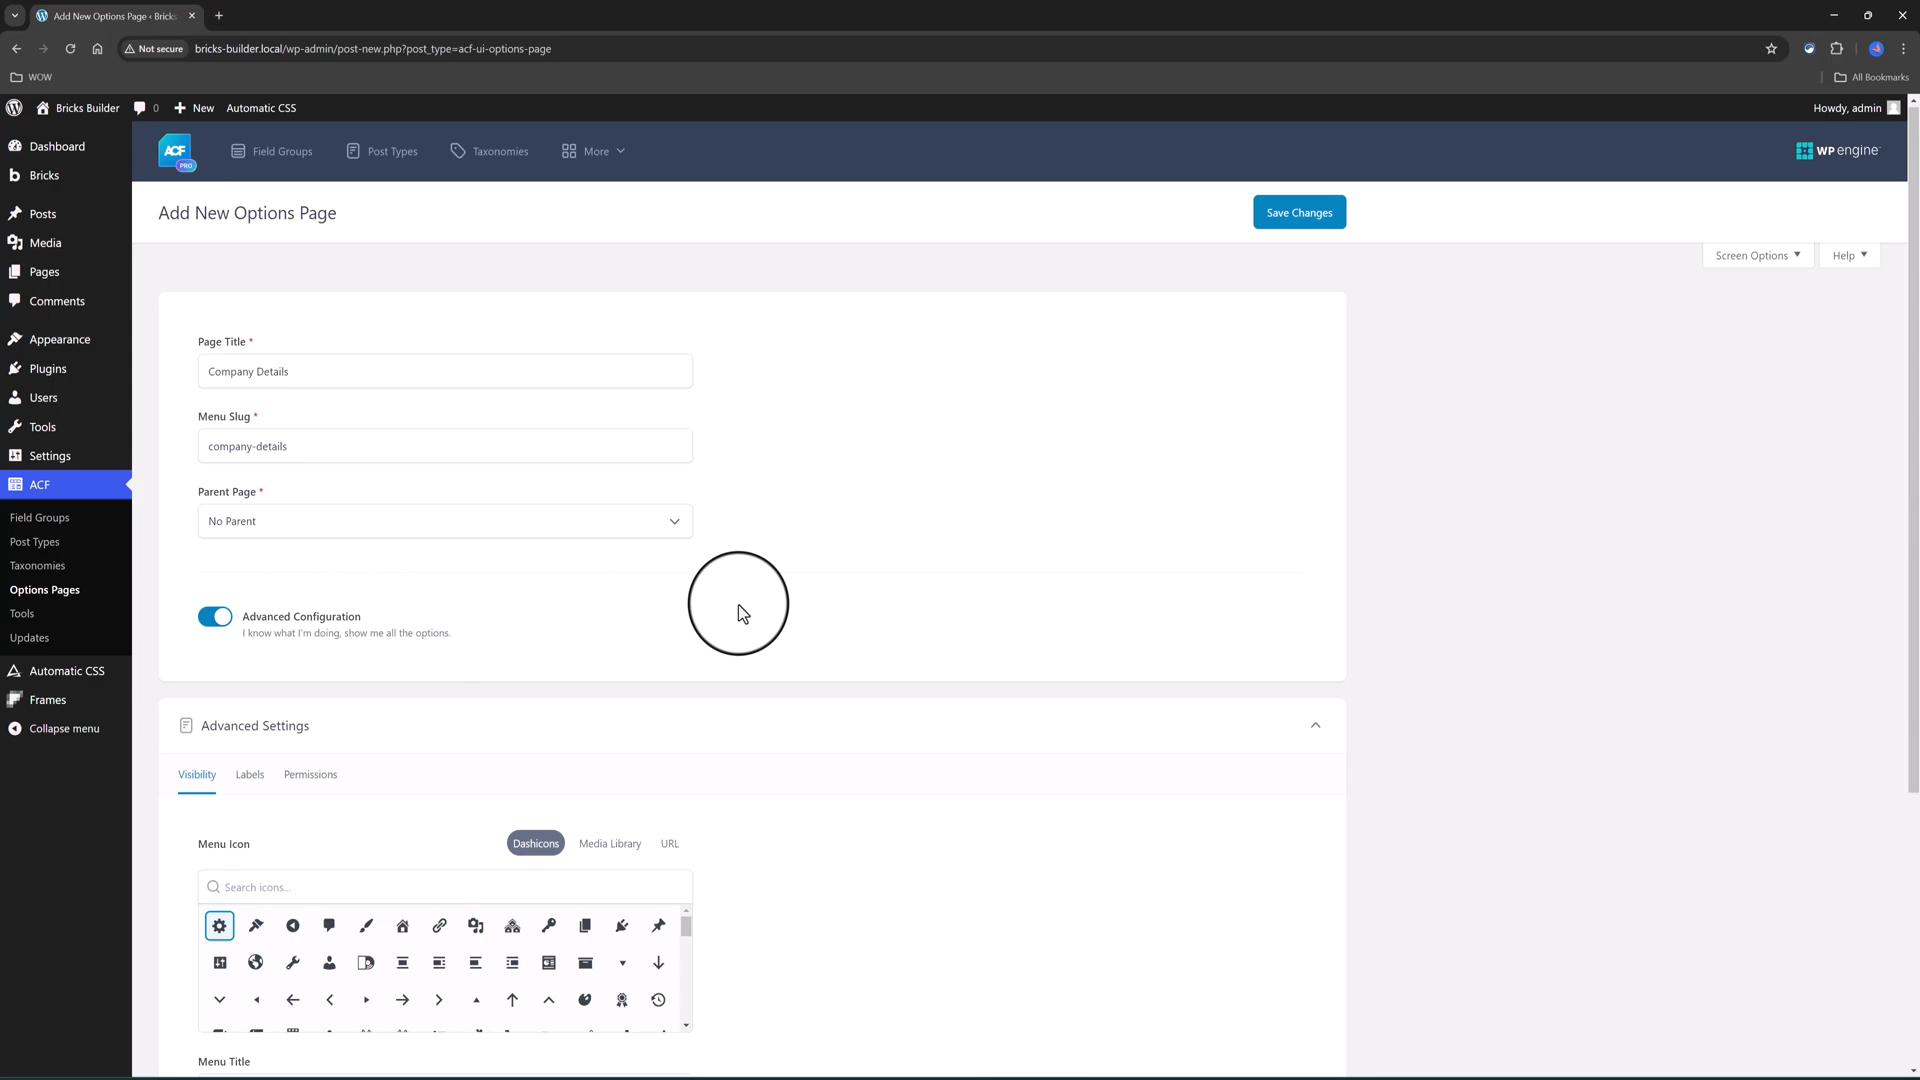 Add New Options Page ‹ Bricks
Not secure
bricks-builder.local/wp-admin/post-new.php?post_type=acf-ui-options-page
WOW
All Bookmarks
Bricks Builder
0
New
Automatic CSS
Howdy, admin
Dashboard
Bricks
Posts
Media
Pages
Comments
Appearance
Plugins
Users
Tools
Settings
ACF
Field Groups
Post Types
Taxonomies
Options Pages
Tools
Updates
Automatic CSS
Frames
Collapse menu
ACF
PRO
Field Groups
Post Types
Taxonomies
More
WP engine
Add New Options Page
Save Changes
Screen Options
Help
Page Title *
Company Details
Menu Slug *
company-details
Parent Page *
No Parent
Advanced Configuration
I know what I'm doing, show me all the options.
Advanced Settings
Visibility
Labels
Permissions
Menu Icon
Dashicons
Media Library
URL
Search icons...
Menu Title